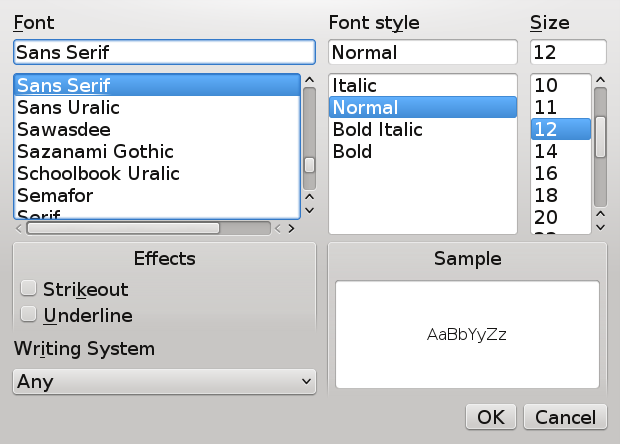 Font
Font style
Size
Sans Serif
Normal
12
Sans Serif
Sans Uralic
Sawasdee
Sazanami Gothic
Schoolbook Uralic
Semafor
Serif
Italic
Normal
Bold Italic
Bold
10
11
12
14
16
18
20
Effects
Strikeout
Underline
Writing System
Any
Sample
AaBbYyZz
OK
Cancel